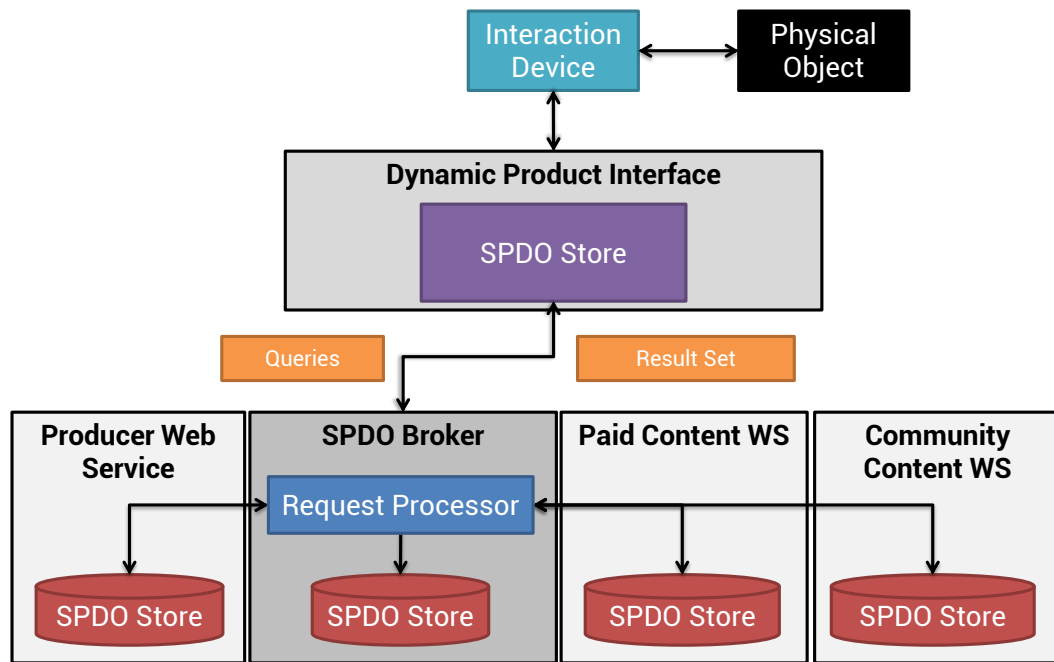 Interaction
Device
Physical
Object
Dynamic Product Interface
SPDO Store
Queries
Result Set
Producer Web
Service
SPDO Broker
Paid Content WS
Community
Content WS
Request Processor
SPDO Store
SPDO Store
SPDO Store
SPDO Store